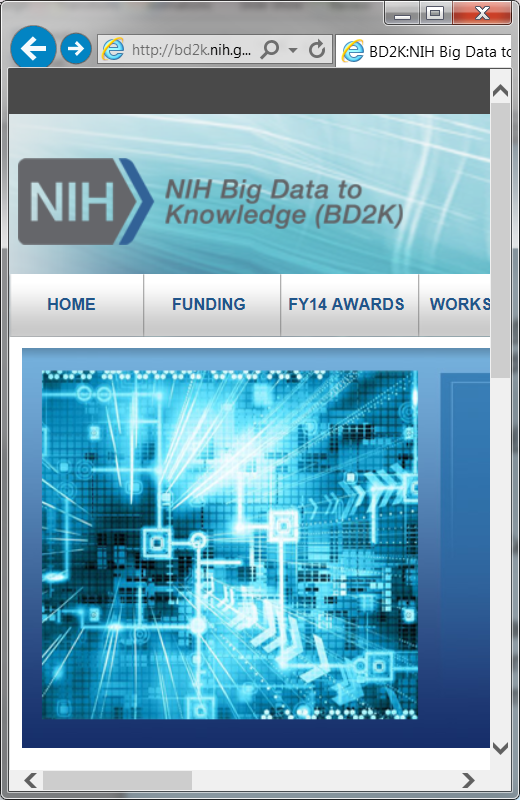 http://bd2k.nih.g...
BD2K:NIH Big Data to
NIH
NIH Big Data to
Knowledge (BD2K)
HOME
FUNDING
FY14 AWARDS
WORKS